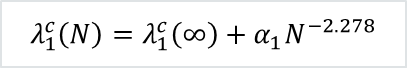 λ₁ᶜ(N) = λ₁ᶜ(∞) + α₁N⁻²·²⁷⁸